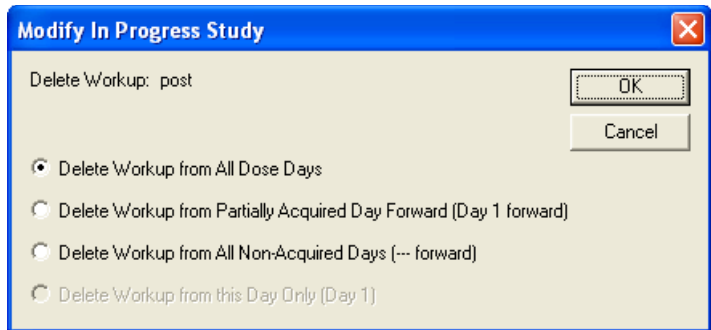 Modify In Progress Study
Delete Workup: post
OK
Cancel
Delete Workup from All Dose Days
Delete Workup from Partially Acquired Day Forward (Day 1 forward)
Delete Workup from All Non-Acquired Days (--- forward)
Delete Workup from this Day Only (Day 1)